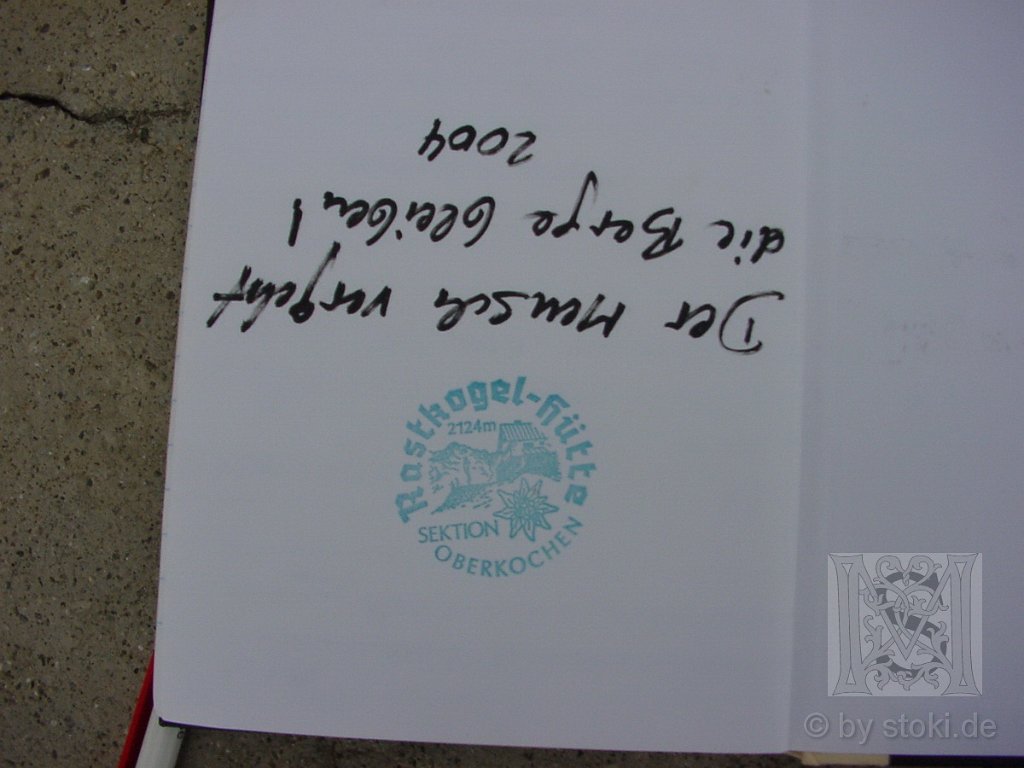 Der Mensch vergeht
die Berge bleiben!
2004
Rastkogel-Hütte
2124m
SEKTION
OBERKOCHEN
© by stoki.de